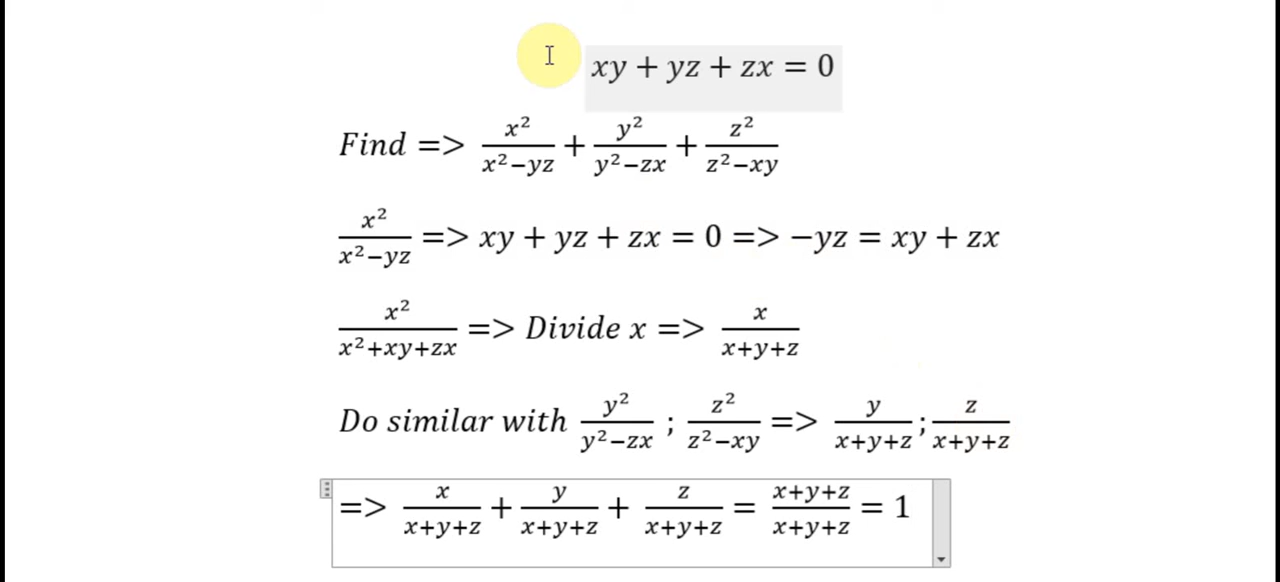 xy + yz + zx = 0
Find => x²/(x²−yz) + y²/(y²−zx) + z²/(z²−xy)
x²/(x²−yz) => xy + yz + zx = 0 => −yz = xy + zx
x²/(x²+xy+zx) => Divide x => x/(x+y+z)
Do similar with y²/(y²−zx) ; z²/(z²−xy) => y/(x+y+z) ; z/(x+y+z)
=> x/(x+y+z) + y/(x+y+z) + z/(x+y+z) = (x+y+z)/(x+y+z) = 1